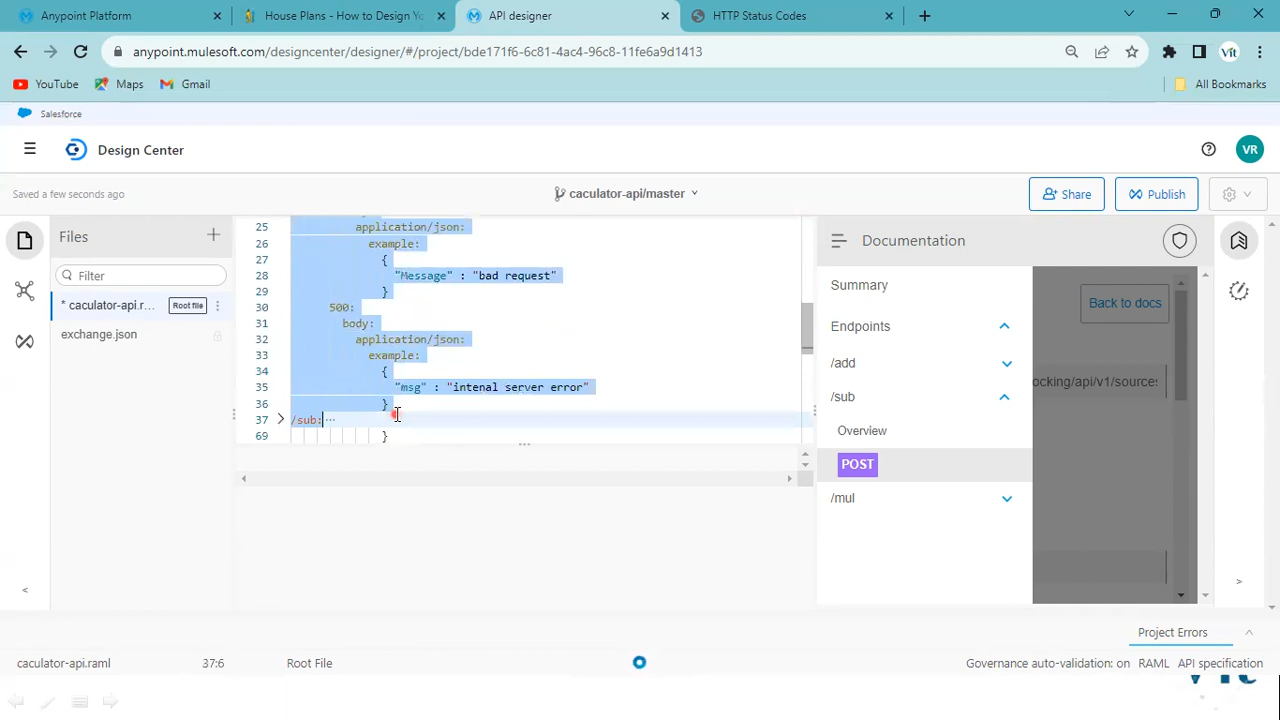 Anypoint Platform
House Plans - How to Design Yo
API designer
HTTP Status Codes
anypoint.mulesoft.com/designcenter/designer/#/project/bde171f6-6c81-4ac4-96c8-11fe6a9d1413
Vit
YouTube
Maps
Gmail
All Bookmarks
Salesforce
Design Center
VR
Saved a few seconds ago
caculator-api/master
Share
Publish
Files
Filter
* caculator-api.r...
Root file
exchange.json
25 application/json:
26 example:
27 {
28 "Message" : "bad request"
29 }
30 500:
31 body:
32 application/json:
33 example:
34 {
35 "msg" : "intenal server error"
36 }
37 /sub: ...
69 }
Documentation
Summary
Endpoints
/add
/sub
Overview
POST
/mul
Back to docs
ocking/api/v1/sources
Project Errors
caculator-api.raml
37:6
Root File
Governance auto-validation: on
RAML
API specification